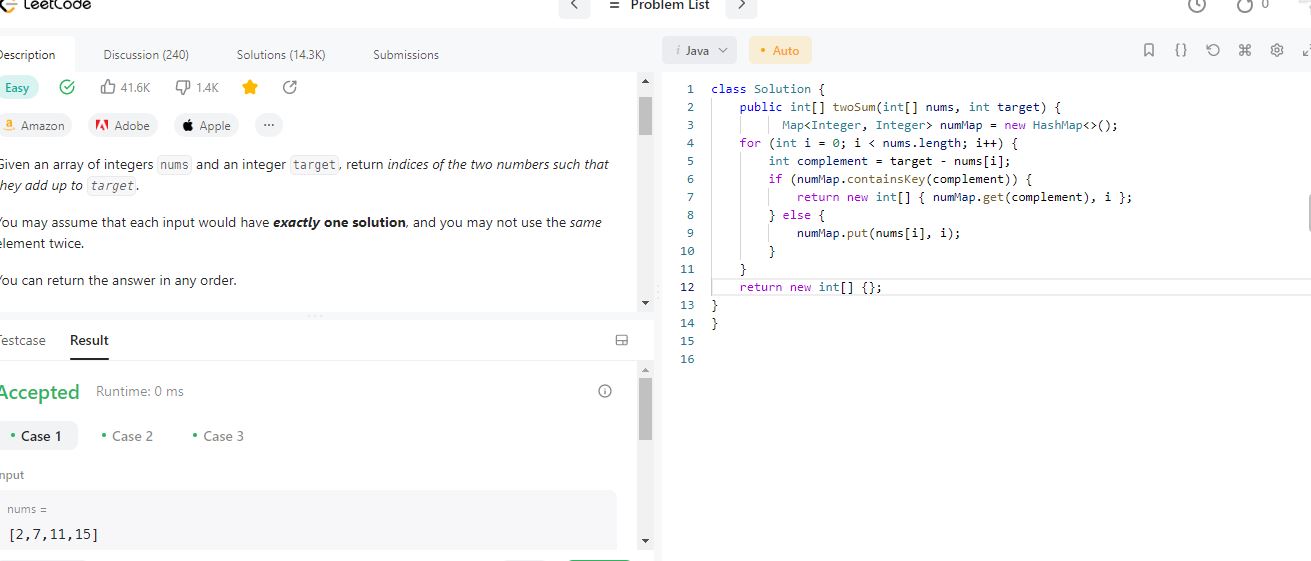 LeetCode
Problem List
0
Description Discussion (240) Solutions (14.3K) Submissions
Java Auto
Easy 41.6K 1.4K
Amazon Adobe Apple ...
Given an array of integers nums and an integer target, return indices of the two numbers such that
they add up to target.
You may assume that each input would have exactly one solution, and you may not use the same
element twice.
You can return the answer in any order.
Testcase Result
Accepted Runtime: 0 ms
Case 1 Case 2 Case 3
Input
nums =
[2,7,11,15]
1 class Solution {
2 public int[] twoSum(int[] nums, int target) {
3 Map<Integer, Integer> numMap = new HashMap<>();
4 for (int i = 0; i < nums.length; i++) {
5 int complement = target - nums[i];
6 if (numMap.containsKey(complement)) {
7 return new int[] { numMap.get(complement), i };
8 } else {
9 numMap.put(nums[i], i);
10 }
11 }
12 return new int[] {};
13 }
14 }
15
16